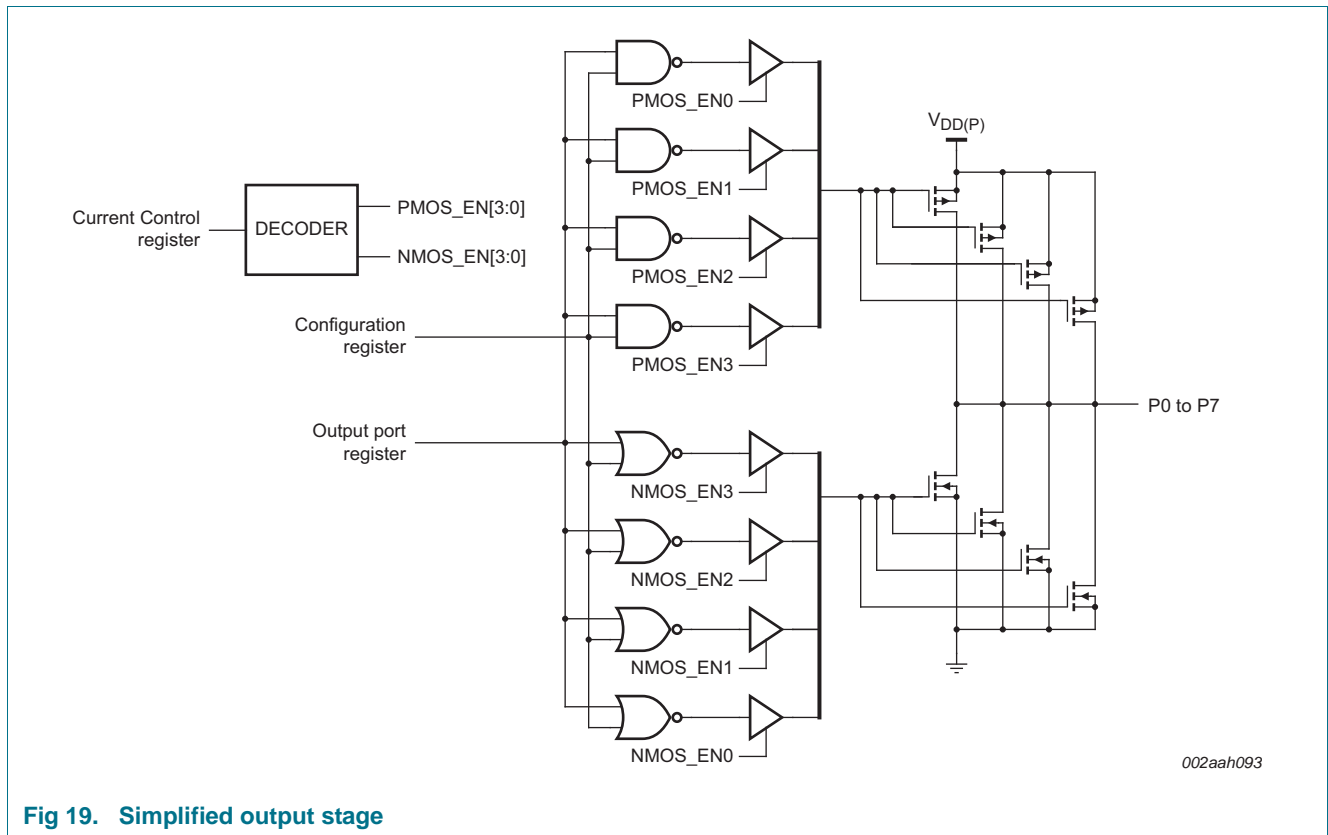 PMOS_EN0
V_DD(P)
PMOS_EN1
Current Control
register
DECODER
PMOS_EN[3:0]
NMOS_EN[3:0]
PMOS_EN2
Configuration
register
PMOS_EN3
P0 to P7
Output port
register
NMOS_EN3
NMOS_EN2
NMOS_EN1
NMOS_EN0
002aah093
Fig 19. Simplified output stage